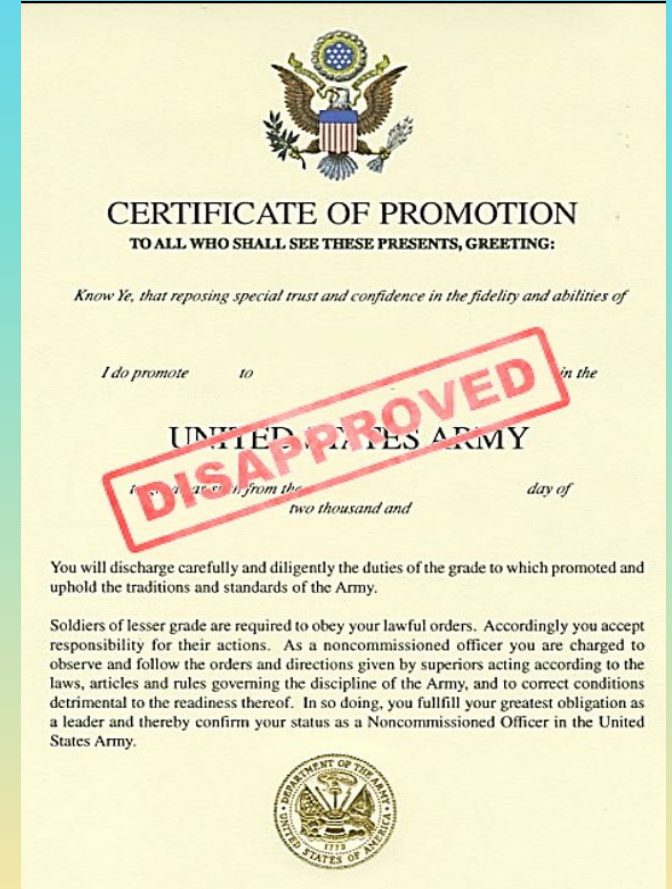 CERTIFICATE OF PROMOTION
TO ALL WHO SHALL SEE THESE PRESENTS, GREETING:
Know Ye, that reposing special trust and confidence in the fidelity and abilities of
I do promote to in the
DISAPPROVED
UNITED STATES ARMY
from the day of
two thousand and
You will discharge carefully and diligently the duties of the grade to which promoted and
uphold the traditions and standards of the Army.
Soldiers of lesser grade are required to obey your lawful orders. Accordingly you accept
responsibility for their actions. As a noncommissioned officer you are charged to
observe and follow the orders and directions given by superiors acting according to the
laws, articles and rules governing the discipline of the Army, and to correct conditions
detrimental to the readiness thereof. In so doing, you fullfill your greatest obligation as
a leader and thereby confirm your status as a Noncommissioned Officer in the United
States Army.
DEPARTMENT OF THE ARMY
UNITED STATES OF AMERICA